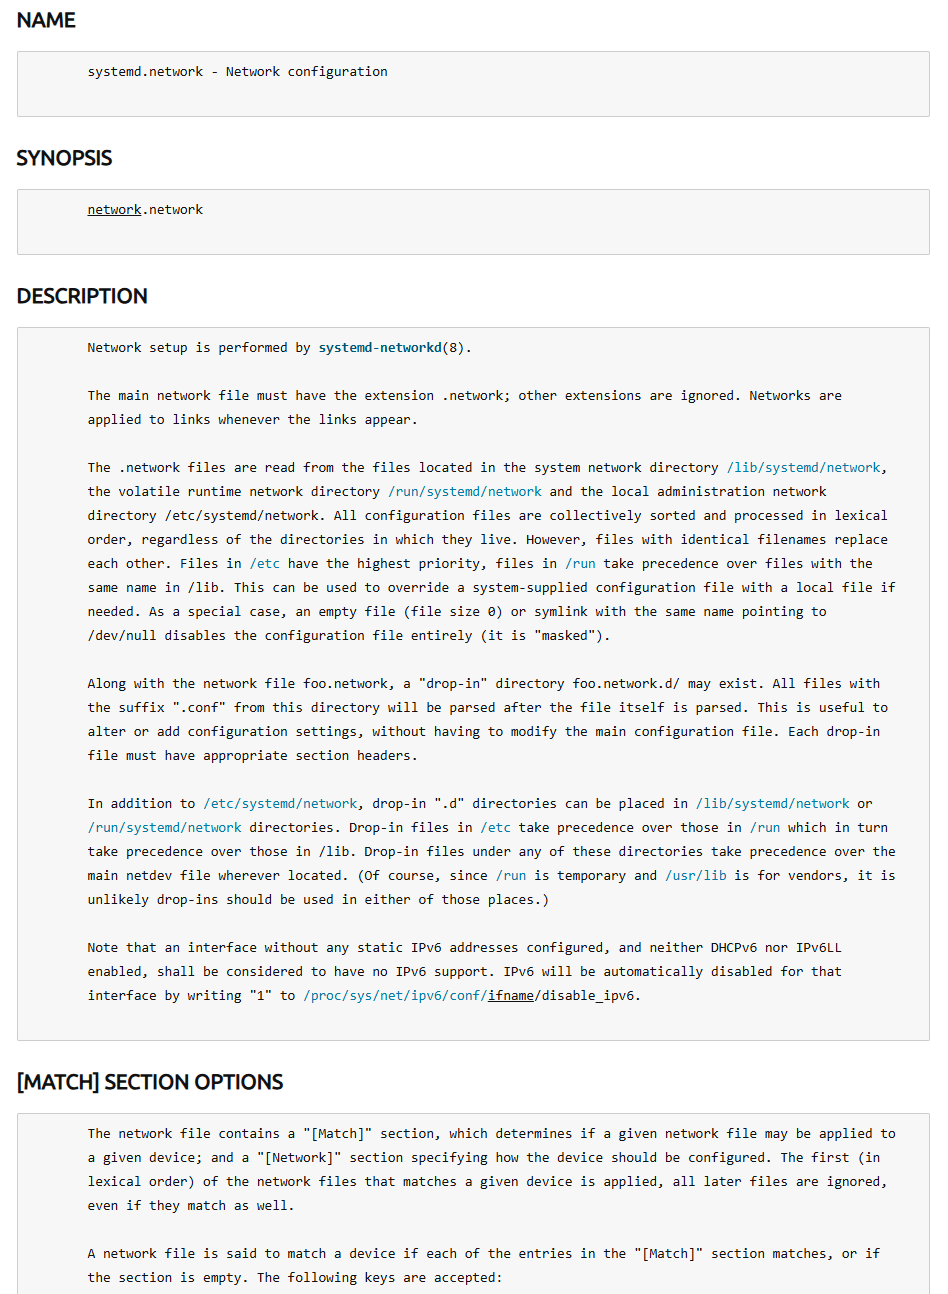 NAME
systemd.network - Network configuration
SYNOPSIS
network.network
DESCRIPTION
Network setup is performed by systemd-networkd(8).
The main network file must have the extension .network; other extensions are ignored. Networks are
applied to links whenever the links appear.
The .network files are read from the files located in the system network directory /lib/systemd/network,
the volatile runtime network directory /run/systemd/network and the local administration network
directory /etc/systemd/network. All configuration files are collectively sorted and processed in lexical
order, regardless of the directories in which they live. However, files with identical filenames replace
each other. Files in /etc have the highest priority, files in /run take precedence over files with the
same name in /lib. This can be used to override a system-supplied configuration file with a local file if
needed. As a special case, an empty file (file size 0) or symlink with the same name pointing to
/dev/null disables the configuration file entirely (it is "masked").
Along with the network file foo.network, a "drop-in" directory foo.network.d/ may exist. All files with
the suffix ".conf" from this directory will be parsed after the file itself is parsed. This is useful to
alter or add configuration settings, without having to modify the main configuration file. Each drop-in
file must have appropriate section headers.
In addition to /etc/systemd/network, drop-in ".d" directories can be placed in /lib/systemd/network or
/run/systemd/network directories. Drop-in files in /etc take precedence over those in /run which in turn
take precedence over those in /lib. Drop-in files under any of these directories take precedence over the
main netdev file wherever located. (Of course, since /run is temporary and /usr/lib is for vendors, it is
unlikely drop-ins should be used in either of those places.)
Note that an interface without any static IPv6 addresses configured, and neither DHCPv6 nor IPv6LL
enabled, shall be considered to have no IPv6 support. IPv6 will be automatically disabled for that
interface by writing "1" to /proc/sys/net/ipv6/conf/ifname/disable_ipv6.
[MATCH] SECTION OPTIONS
The network file contains a "[Match]" section, which determines if a given network file may be applied to
a given device; and a "[Network]" section specifying how the device should be configured. The first (in
lexical order) of the network files that matches a given device is applied, all later files are ignored,
even if they match as well.
A network file is said to match a device if each of the entries in the "[Match]" section matches, or if
the section is empty. The following keys are accepted: